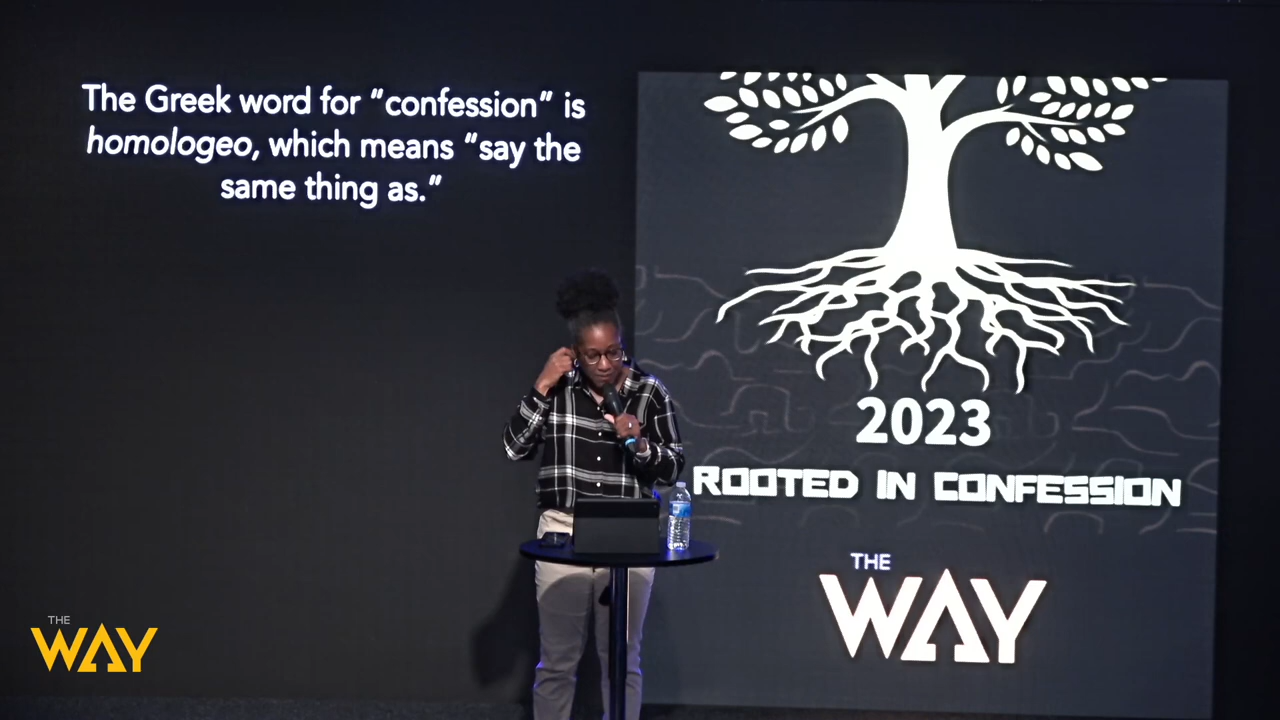 The Greek word for “confession” is
homologeo, which means “say the
same thing as.”
2023
ROOTED IN CONFESSION
THE
WAY
THE
WAY